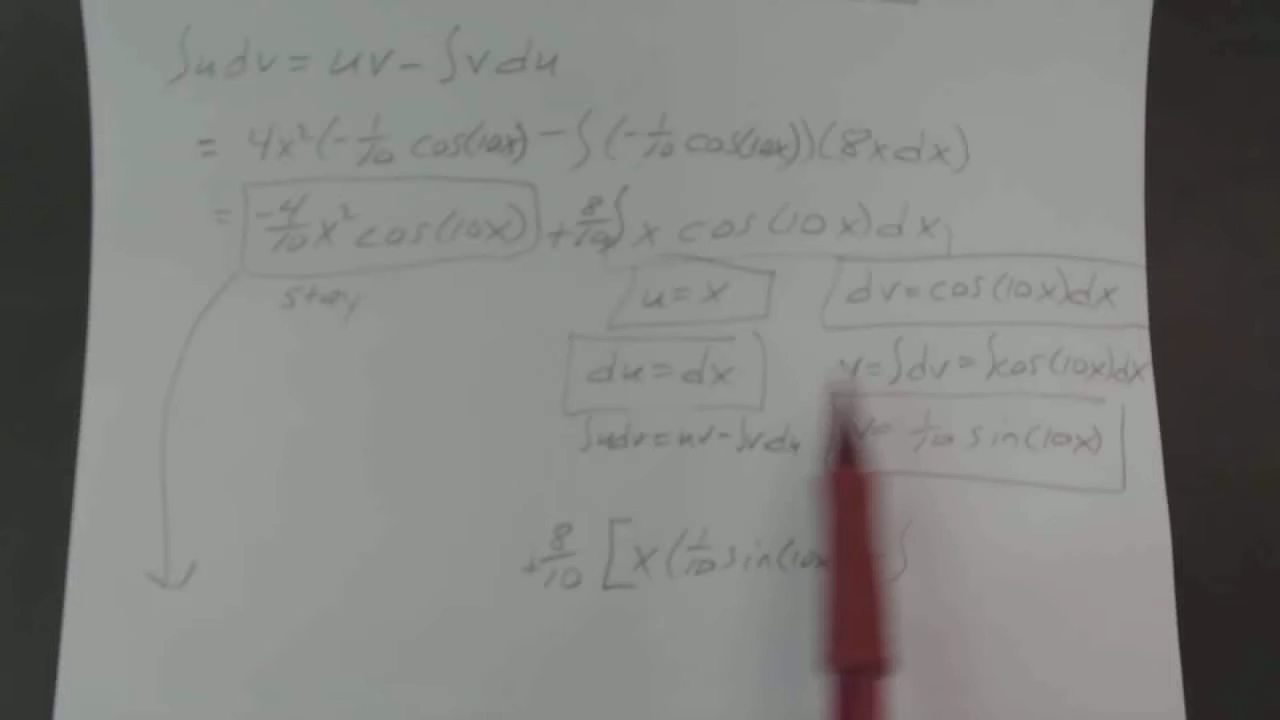 ∫udv = uv - ∫vdu
= 4x²(-1/10 cos(10x) - ∫(-1/10 cos(10x))(8x dx)
= -4/10 x² cos(10x) + 8/10 ∫ x cos(10x)dx
stay
u = x dv = cos(10x)dx
du = dx v = ∫dv = ∫cos(10x)dx
∫udv = uv - ∫vdu v = 1/10 sin(10x)
+8/10 [x(1/10 sin(10x ∫